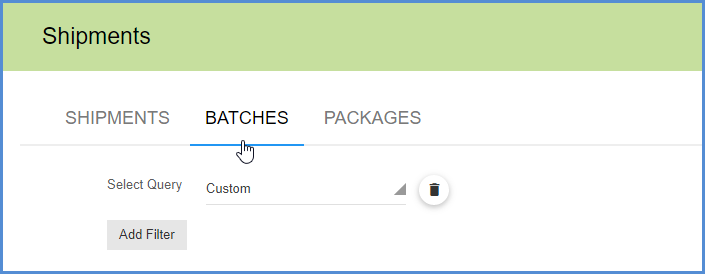 Shipments
SHIPMENTS BATCHES PACKAGES
Select Query Custom
Add Filter